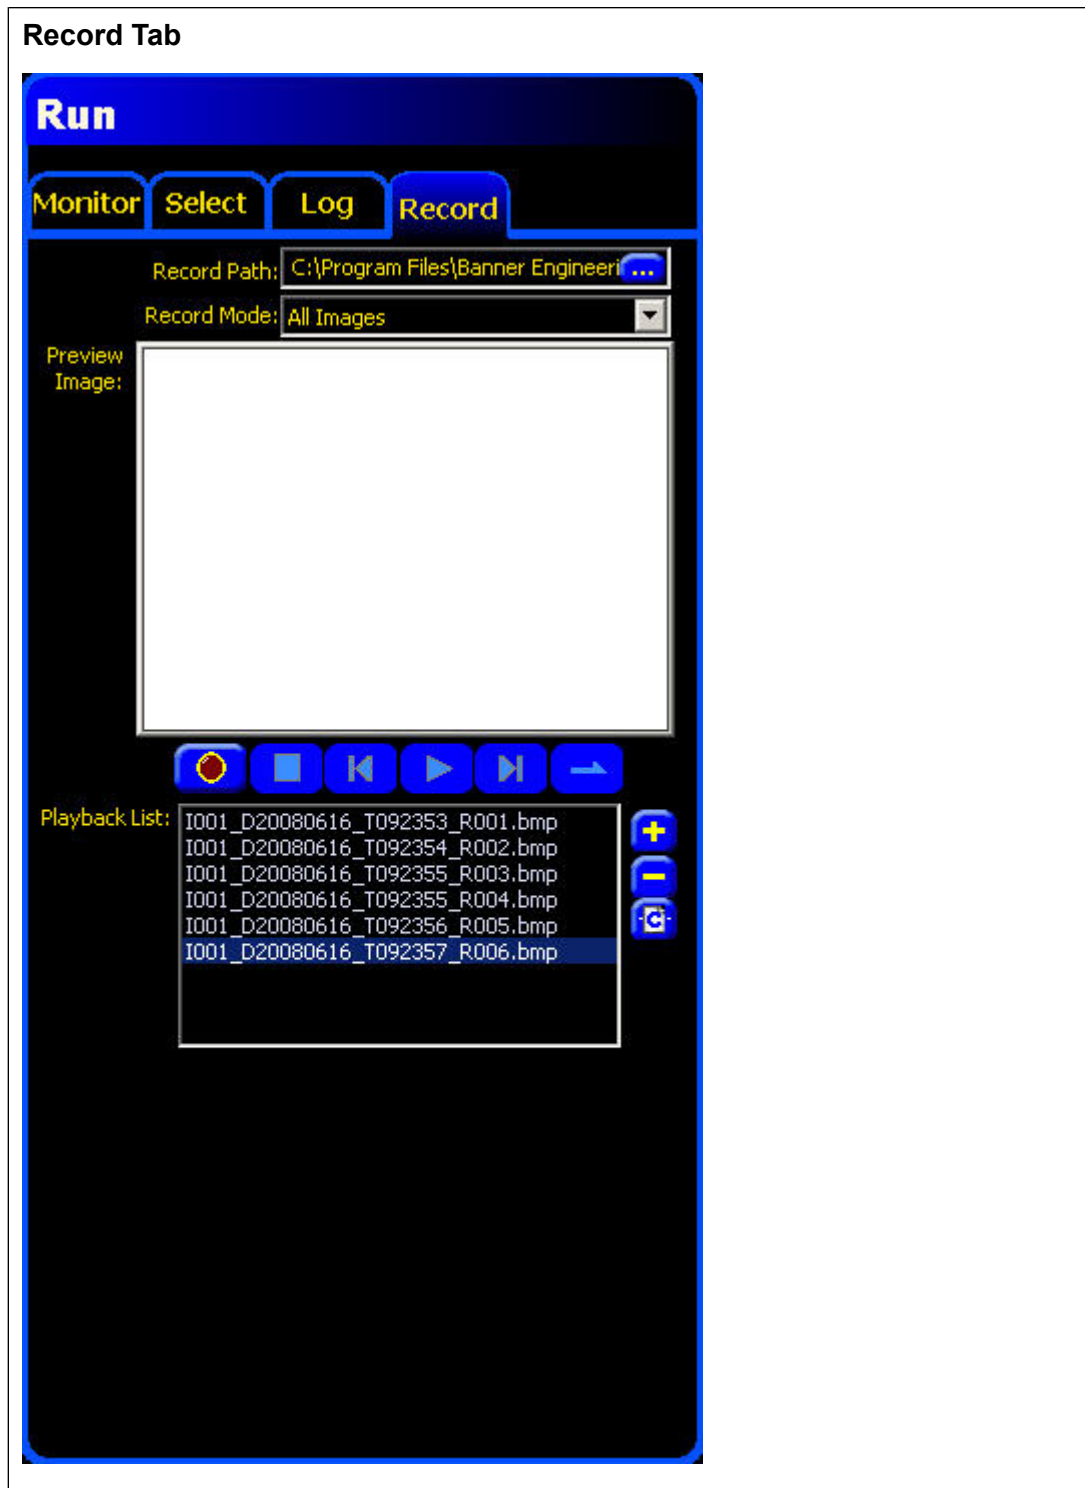 Record Tab
Run
Monitor Select Log Record
Record Path: C:\Program Files\Banner Engineeri ...
Record Mode: All Images
Preview
Image:
Playback List:
I001_D20080616_T092353_R001.bmp
I001_D20080616_T092354_R002.bmp
I001_D20080616_T092355_R003.bmp
I001_D20080616_T092355_R004.bmp
I001_D20080616_T092356_R005.bmp
I001_D20080616_T092357_R006.bmp
C